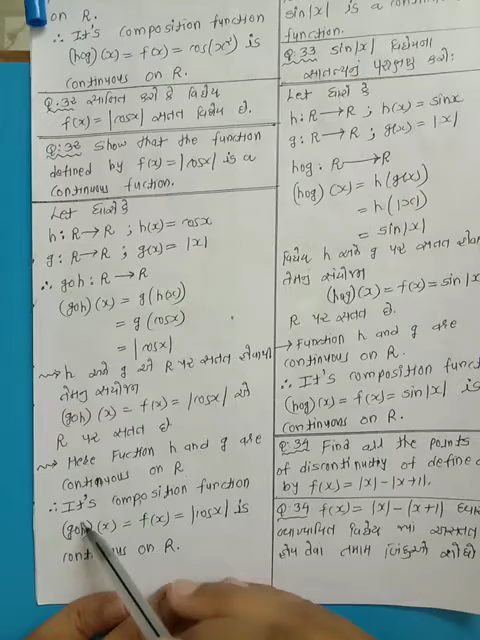 on R.
∴ It's composition function
(hog)(x) = f(x) = cos(x²) is
continuous on R.
Q:32 સાબિત કરો કે વિધેય
f(x) = |cosx| સતત વિધેય છે.
Q:32 Show that the function
defined by f(x) = |cosx| is a
continuous fuction.
Let ધારો કે
h : R → R ; h(x) = cosx
g : R → R ; g(x) = |x|
∴ goh : R → R
(goh)(x) = g(h(x))
= g(cosx)
= |cosx|
h અને g એ R પર સતત હોવાથી
તેમનું સંયોજન
(goh)(x) = f(x) = |cosx| એ
R પર સતત છે
Here Fuction h and g are
continuous on R
∴ It's composition function
(goh)(x) = f(x) = |cosx| is
continuous on R.
sin|x| is a
function.
Q:33 sin|x| વિધેયના
સાતત્યનું
Let ધારો કે
h : R → R ; h(x) = sinx
g : R → R ; g(x) = |x|
hog : R → R
(hog)(x) = h(g(x))
= h(|x|)
= sin|x|
વિધેય h અને g પર સતત
તેમનું સંયોજન
(hog)(x) = f(x) = sin|x|
R પર સતત છે.
→ Function h and g are
continuous on R.
∴ It's composition
(hog)(x) = f(x) = sin|x| is
continuous on R.
Q:34 Find all the points
of discontinuity of define
by f(x) = |x| − |x+1|.
Q:34 f(x) = |x| − |x+1|
વ્યાખ્યાયિત વિધેય
હોય તેવા તમામ બિંદુઓ શોધો